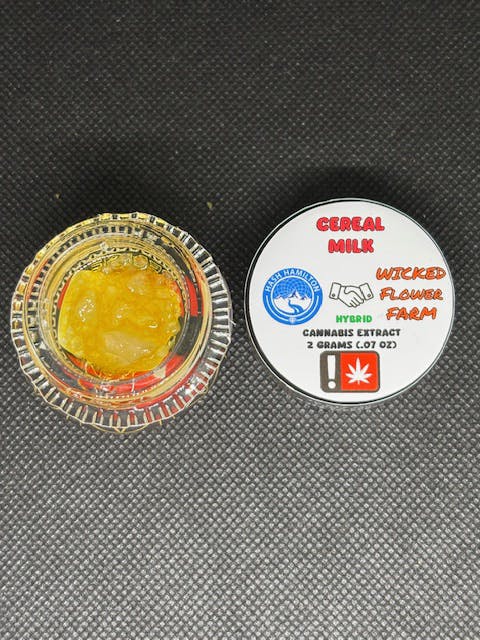 CEREAL
MILK
HASH HAMILTON
WICKED
FLOWER
FARM
HYBRID
CANNABIS EXTRACT
2 GRAMS (.07 OZ)
!